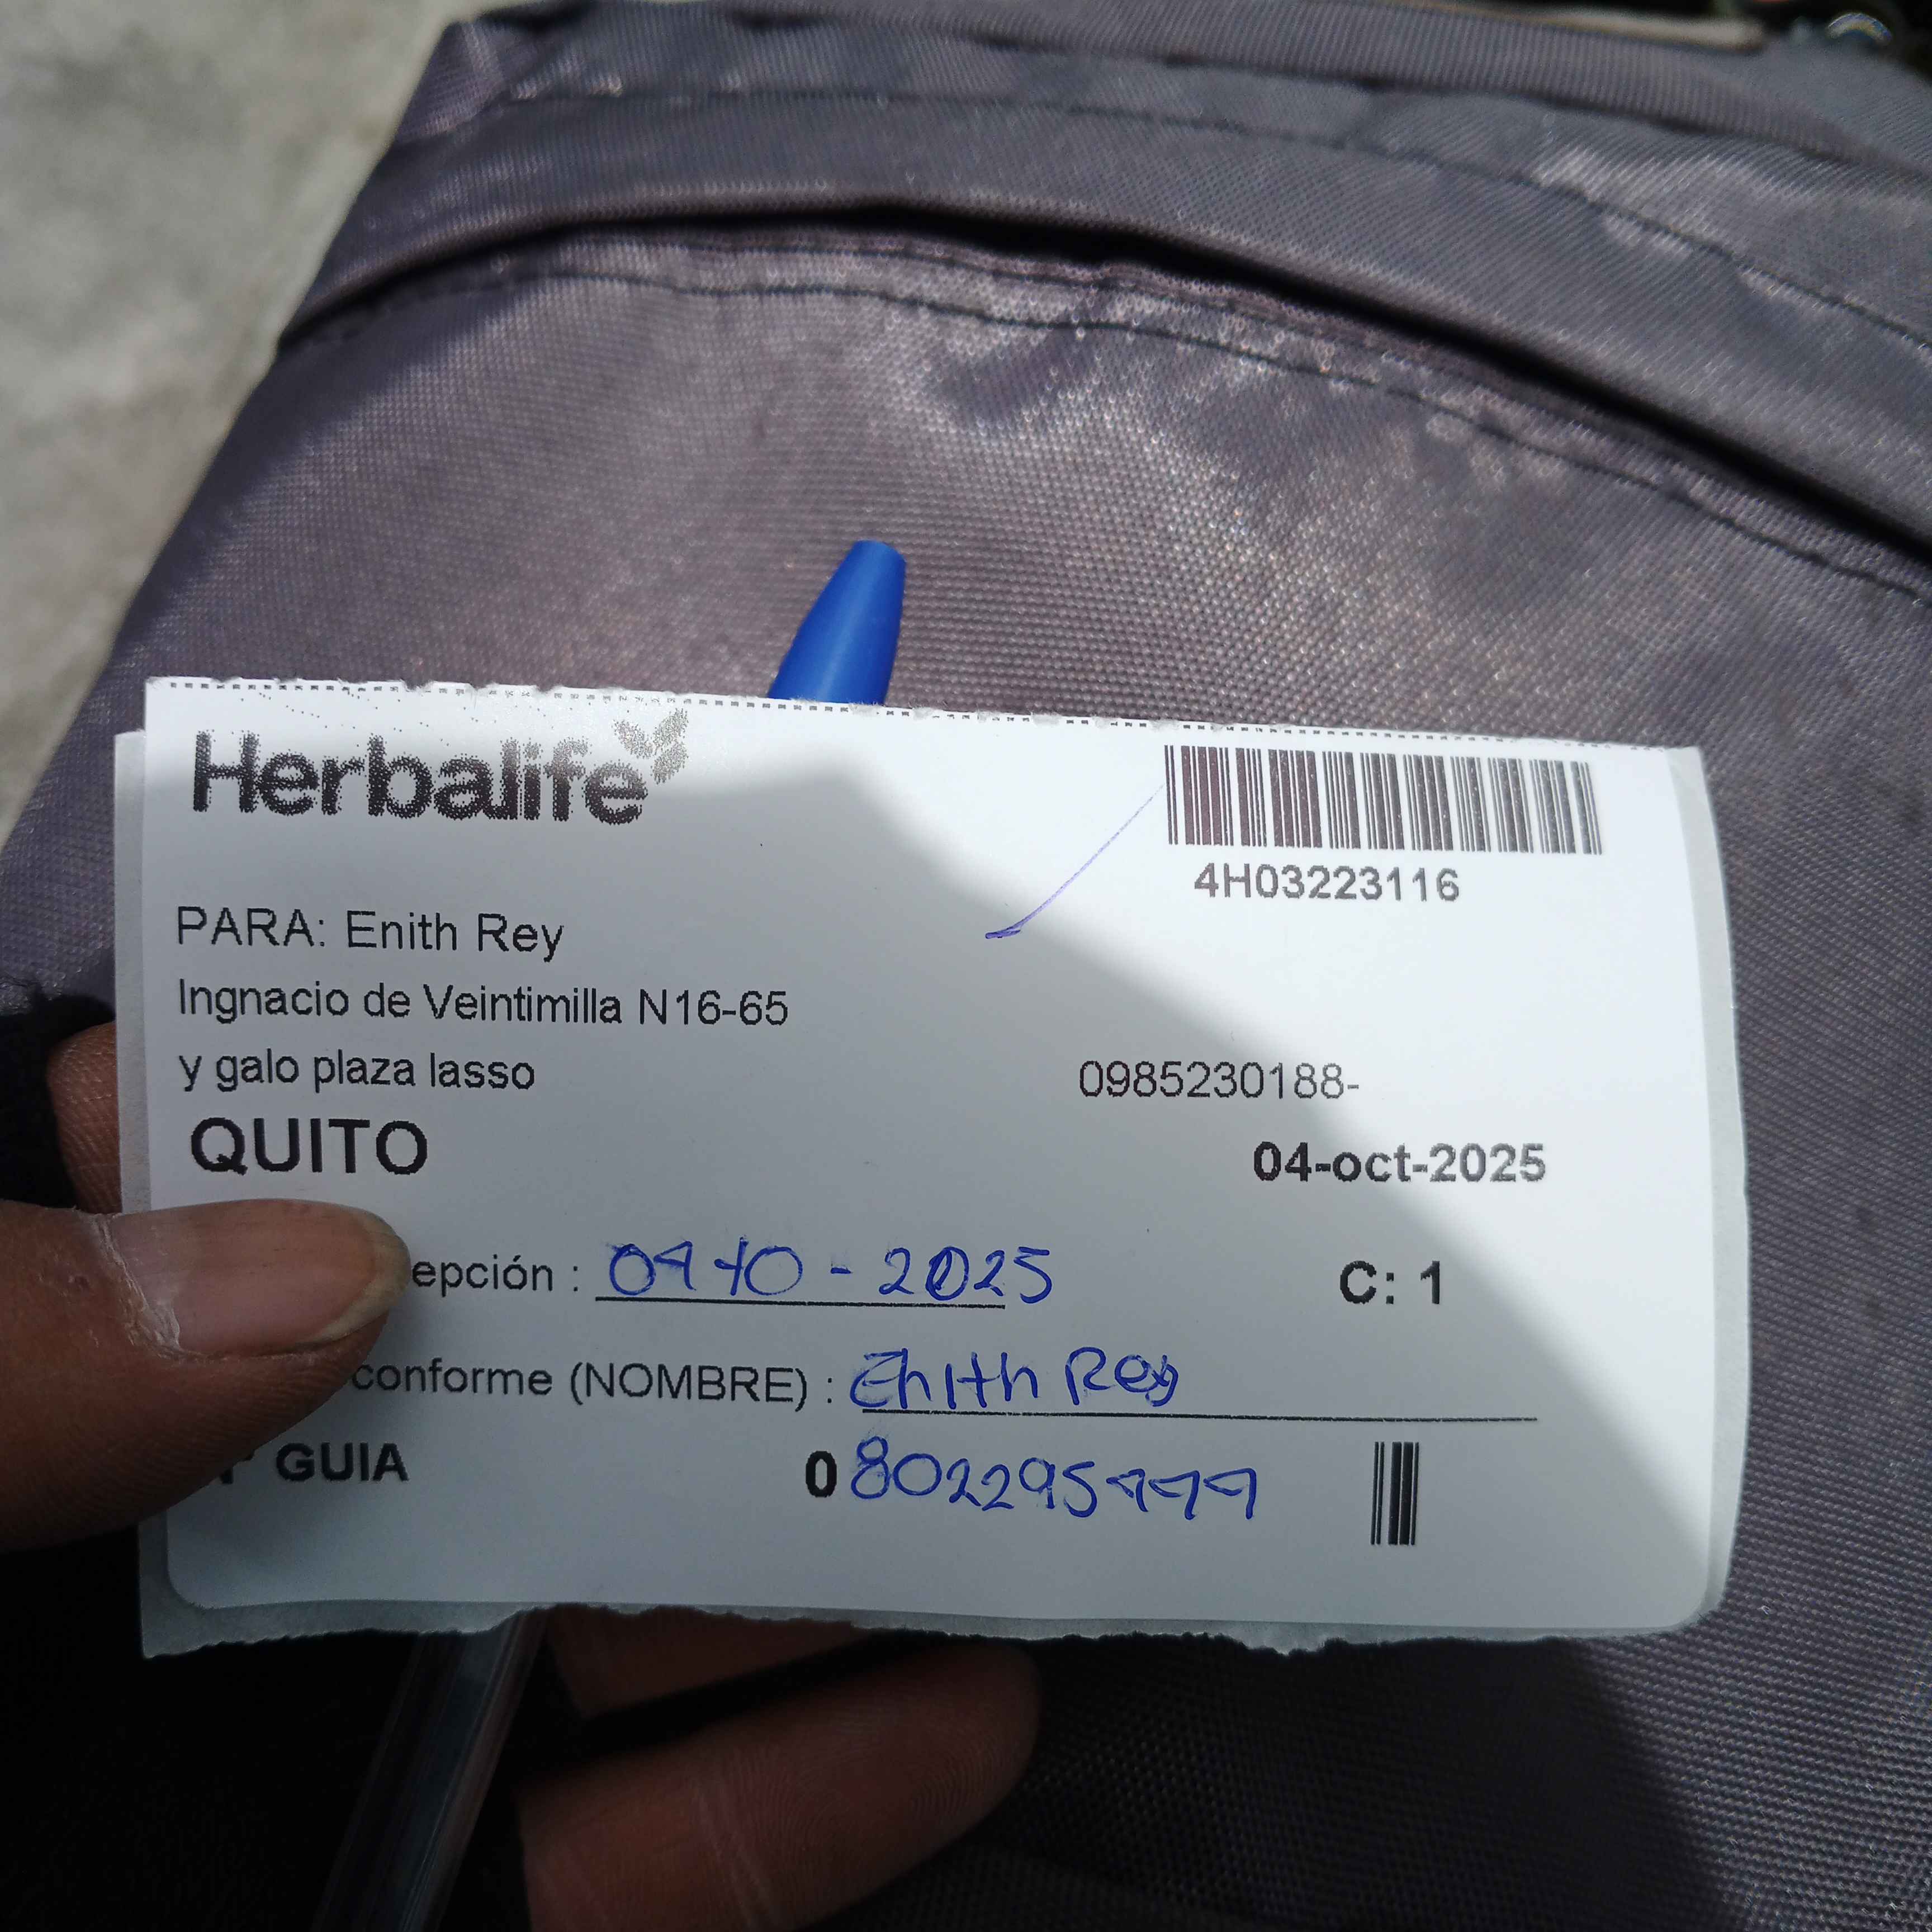 Herbalife
4H03223116
PARA: Enith Rey
Ingnacio de Veintimilla N16-65
y galo plaza lasso
0985230188-
QUITO
04-oct-2025
epción : 04-10-2025
C: 1
conforme (NOMBRE) : Enith Rey
GUIA 0